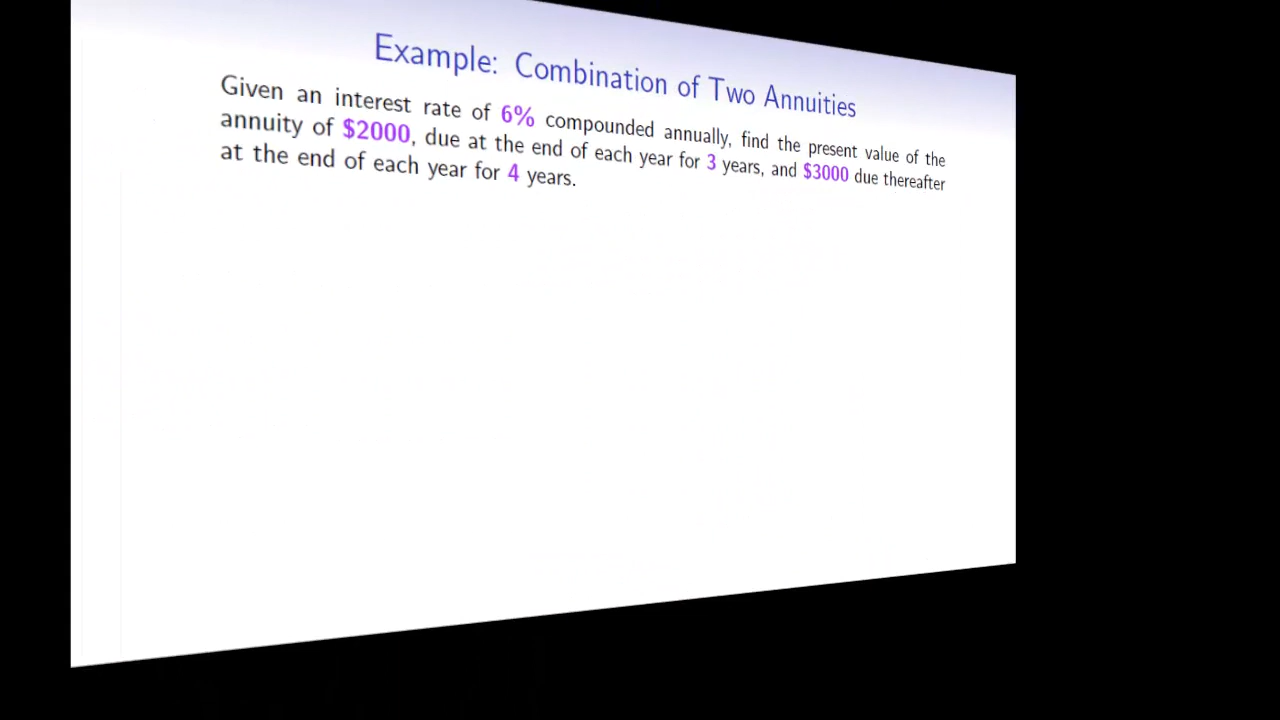 Example: Combination of Two Annuities
Given an interest rate of 6% compounded annually, find the present value of the
annuity of $2000, due at the end of each year for 3 years, and $3000 due thereafter
at the end of each year for 4 years.